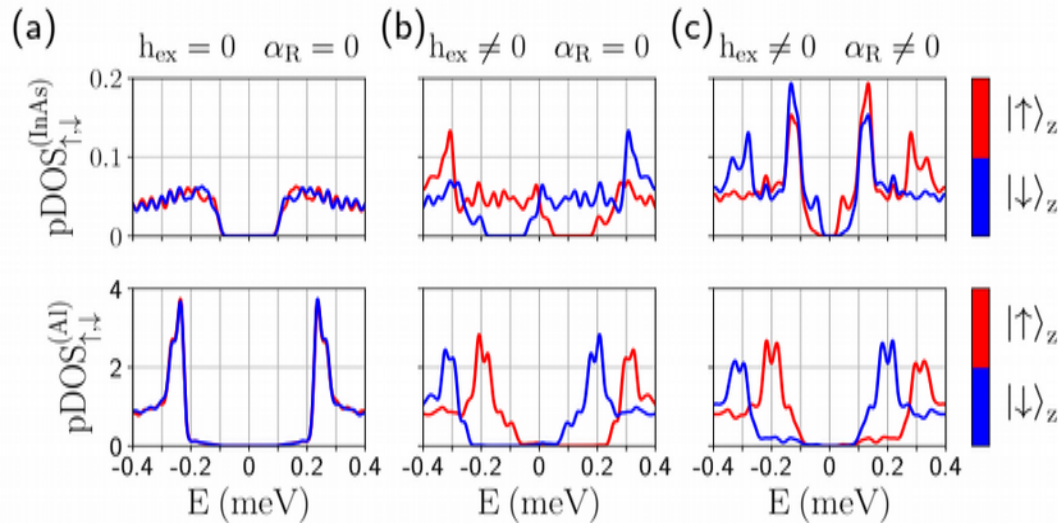 (a) (b) (c)
h_ex = 0 α_R = 0 h_ex ≠ 0 α_R = 0 h_ex ≠ 0 α_R ≠ 0
pDOS^(InAs)_↑,↓
0.2
0.1
0
|↑⟩_z
|↓⟩_z
pDOS^(Al)_↑,↓
4
2
0
|↑⟩_z
|↓⟩_z
-0.4 -0.2 0 0.2 0.4 -0.4 -0.2 0 0.2 0.4 -0.4 -0.2 0 0.2 0.4
E (meV) E (meV) E (meV)